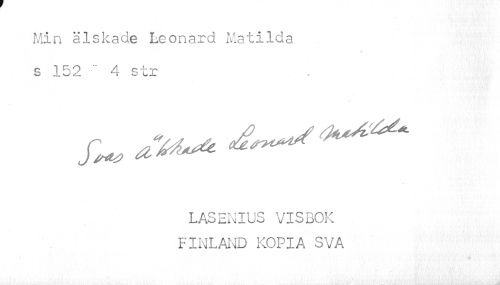 Min älskade Leonard Matilda
s 152 - 4 str
Svas älskade Leonard Matilda
LASENIUS VISBOK
FINLAND KOPIA SVA